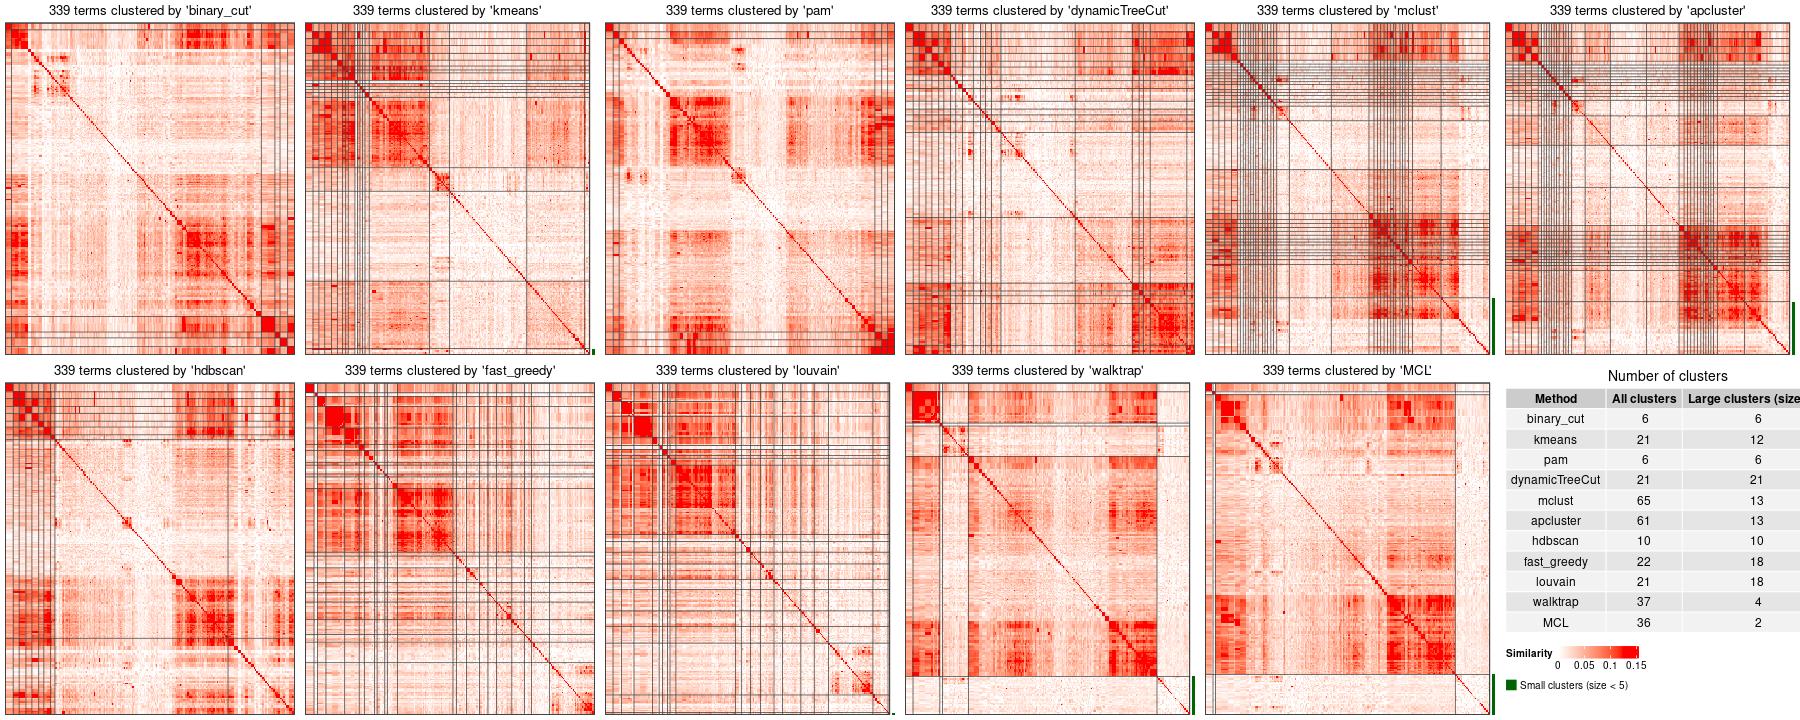 339 terms clustered by 'binary_cut'
339 terms clustered by 'kmeans'
339 terms clustered by 'pam'
339 terms clustered by 'dynamicTreeCut'
339 terms clustered by 'mclust'
339 terms clustered by 'apcluster'
339 terms clustered by 'hdbscan'
339 terms clustered by 'fast_greedy'
339 terms clustered by 'louvain'
339 terms clustered by 'walktrap'
339 terms clustered by 'MCL'
Number of clusters
Method All clusters Large clusters (size
binary_cut 6 6
kmeans 21 12
pam 6 6
dynamicTreeCut 21 21
mclust 65 13
apcluster 61 13
hdbscan 10 10
fast_greedy 22 18
louvain 21 18
walktrap 37 4
MCL 36 2
Similarity
0 0.05 0.1 0.15
Small clusters (size < 5)